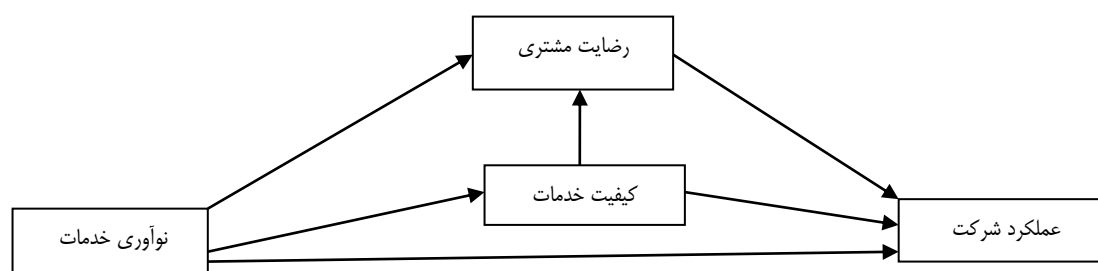 رضایت مشتری
کیفیت خدمات
نوآوری خدمات
عملکرد شرکت